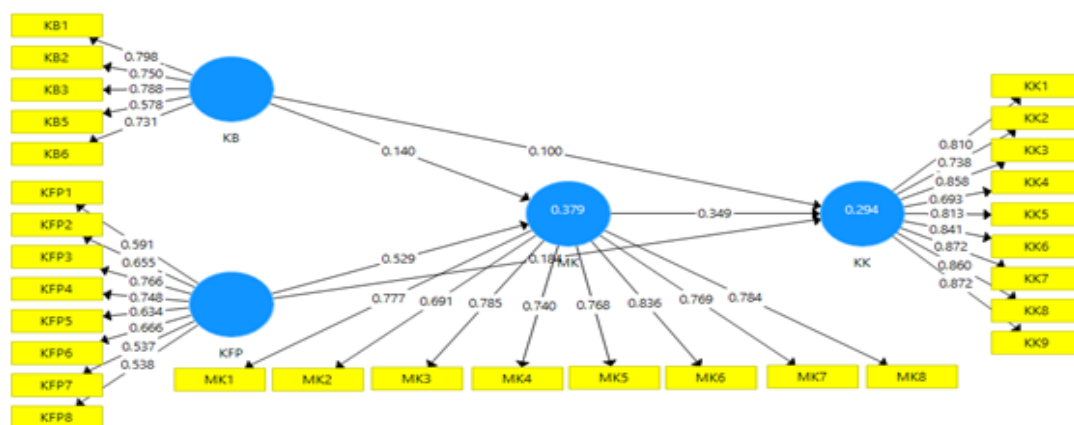 KB1
KB2
KB3
KB5
KB6
0.798
0.750
0.788
0.578
0.731
KB
0.140
0.100
KFP1
KFP2
KFP3
KFP4
KFP5
KFP6
KFP7
KFP8
0.591
0.655
0.766
0.748
0.634
0.666
0.537
0.538
KFP
0.529
0.184
0.379
MK
0.349
0.294
KK
0.777
0.691
0.785
0.740
0.768
0.836
0.769
0.784
MK1
MK2
MK3
MK4
MK5
MK6
MK7
MK8
0.810
0.738
0.858
0.693
0.813
0.841
0.872
0.860
0.872
KK1
KK2
KK3
KK4
KK5
KK6
KK7
KK8
KK9